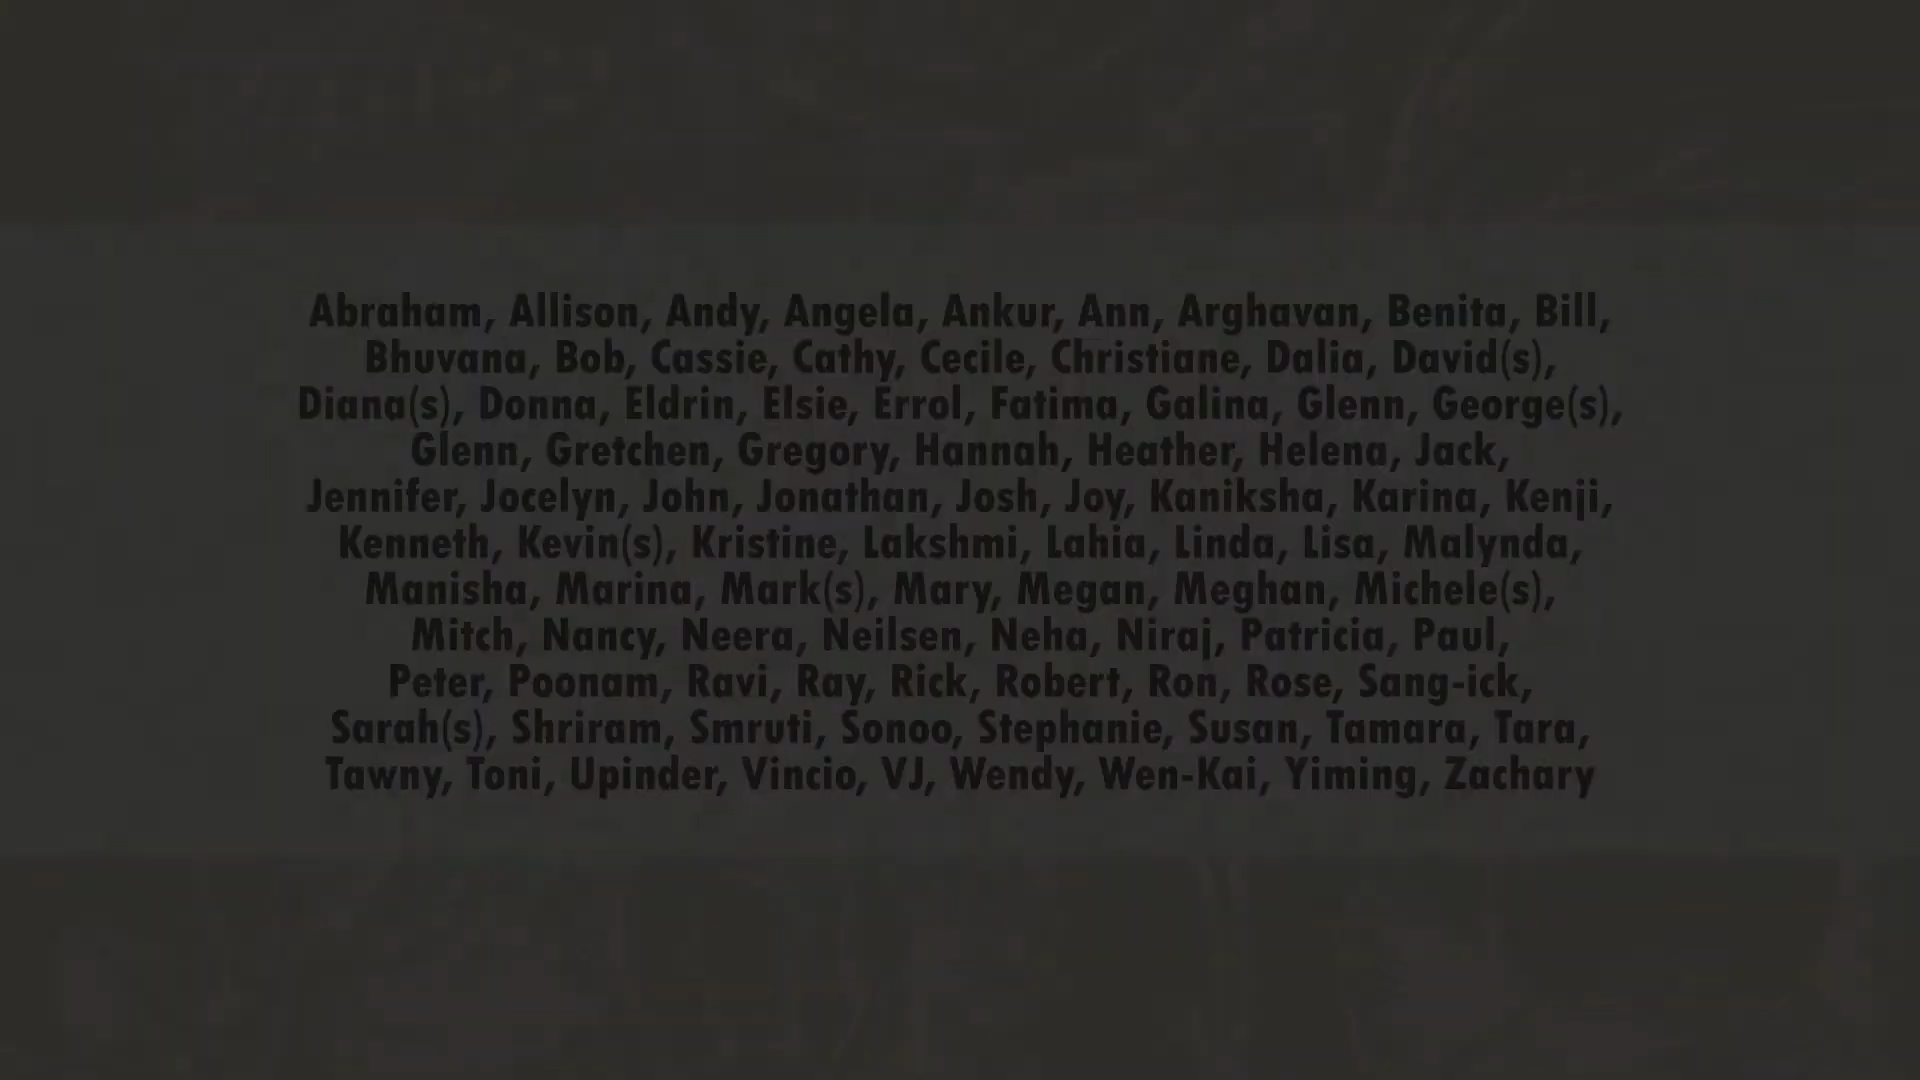 Abraham, Allison, Andy, Angela, Ankur, Ann, Arghavan, Benita, Bill,
Bhuvana, Bob, Cassie, Cathy, Cecile, Christiane, Dalia, David(s),
Diana(s), Donna, Eldrin, Elsie, Errol, Fatima, Galina, Glenn, George(s),
Glenn, Gretchen, Gregory, Hannah, Heather, Helena, Jack,
Jennifer, Jocelyn, John, Jonathan, Josh, Joy, Kaniksha, Karina, Kenji,
Kenneth, Kevin(s), Kristine, Lakshmi, Lahia, Linda, Lisa, Malynda,
Manisha, Marina, Mark(s), Mary, Megan, Meghan, Michele(s),
Mitch, Nancy, Neera, Neilsen, Neha, Niraj, Patricia, Paul,
Peter, Poonam, Ravi, Ray, Rick, Robert, Ron, Rose, Sang-ick,
Sarah(s), Shriram, Smruti, Sonoo, Stephanie, Susan, Tamara, Tara,
Tawny, Toni, Upinder, Vincio, VJ, Wendy, Wen-Kai, Yiming, Zachary